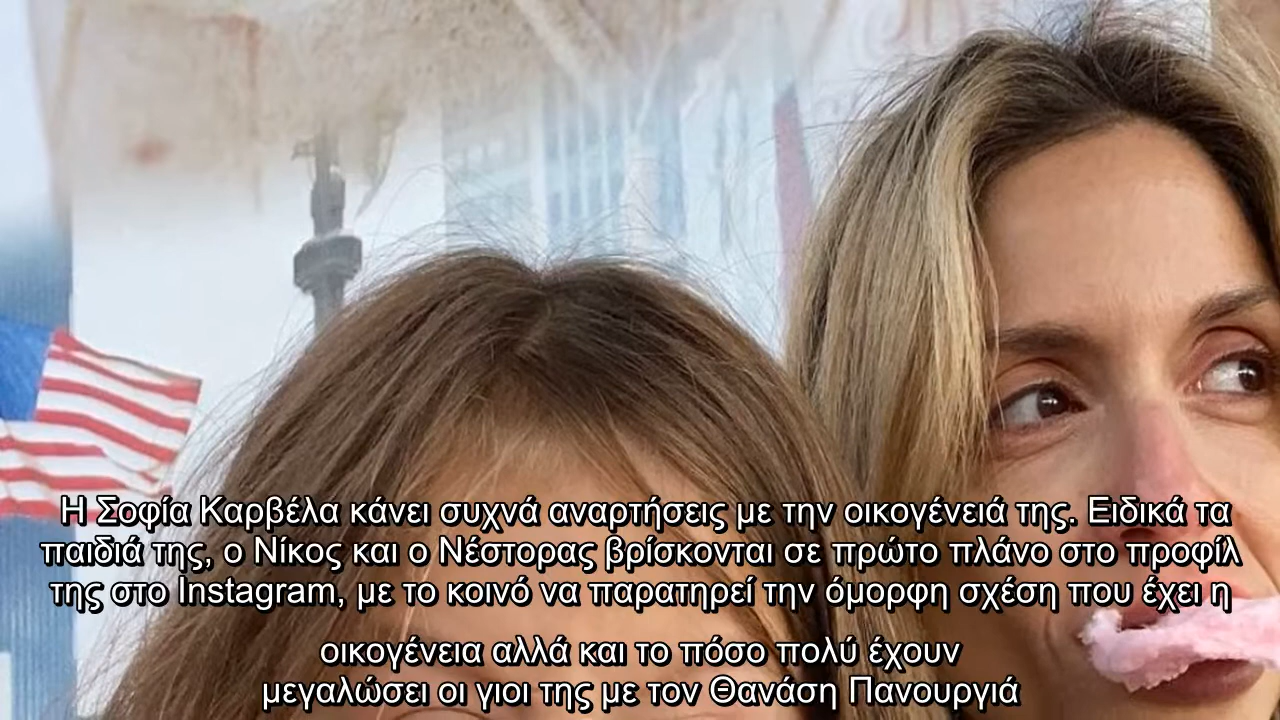 Η Σοφία Καρβέλα κάνει συχνά αναρτήσεις με την οικογένειά της. Ειδικά τα
παιδιά της, ο Νίκος και ο Νέστορας βρίσκονται σε πρώτο πλάνο στο προφίλ
της στο Instagram, με το κοινό να παρατηρεί την όμορφη σχέση που έχει η
οικογένεια αλλά και το πόσο πολύ έχουν
μεγαλώσει οι γιοι της με τον Θανάση Πανουργιά